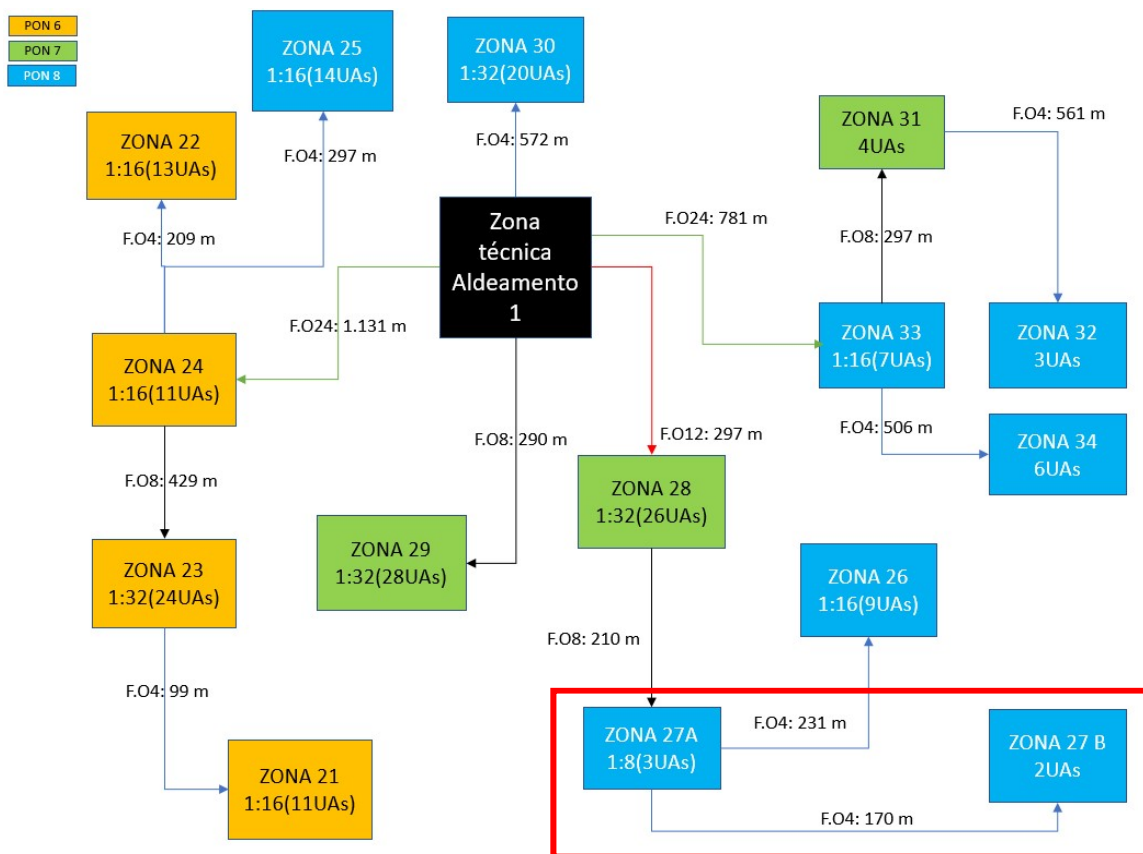 PON 6
PON 7
PON 8
ZONA 25
1:16(14UAs)
ZONA 30
1:32(20UAs)
ZONA 22
1:16(13UAs)
ZONA 31
4UAs
F.O4: 561 m
F.O4: 297 m
F.O4: 572 m
F.O4: 209 m
Zona
técnica
Aldeamento
1
F.O24: 781 m
F.O8: 297 m
F.O24: 1.131 m
ZONA 24
1:16(11UAs)
ZONA 33
1:16(7UAs)
ZONA 32
3UAs
F.O8: 290 m
F.O12: 297 m
F.O4: 506 m
ZONA 34
6UAs
F.O8: 429 m
ZONA 28
1:32(26UAs)
ZONA 29
1:32(28UAs)
ZONA 23
1:32(24UAs)
ZONA 26
1:16(9UAs)
F.O8: 210 m
F.O4: 99 m
ZONA 27A
1:8(3UAs)
F.O4: 231 m
ZONA 27 B
2UAs
ZONA 21
1:16(11UAs)
F.O4: 170 m